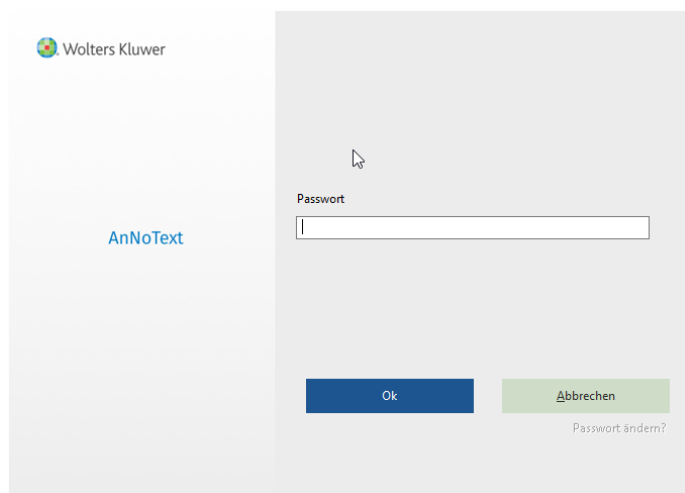 Wolters Kluwer
Passwort
AnNoText
Ok
Abbrechen
Passwort ändern?